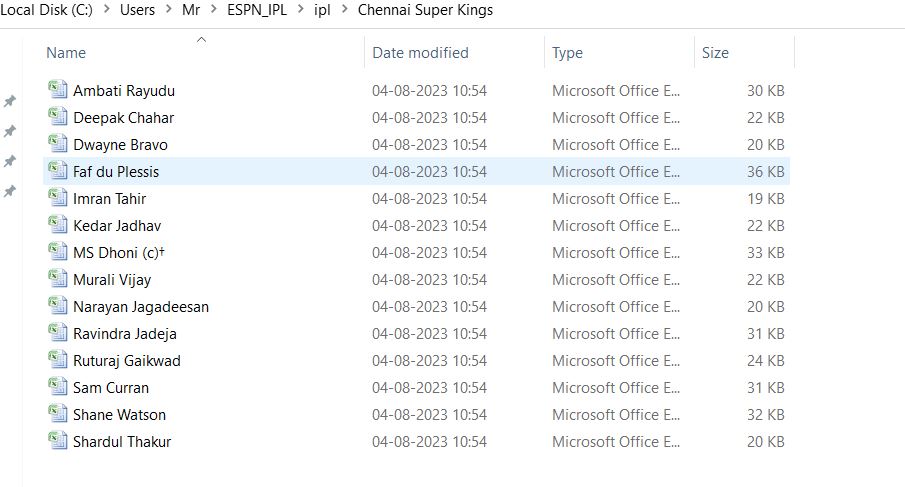 Local Disk (C:) > Users > Mr > ESPN_IPL > ipl > Chennai Super Kings
Name Date modified Type Size
Ambati Rayudu 04-08-2023 10:54 Microsoft Office E... 30 KB
Deepak Chahar 04-08-2023 10:54 Microsoft Office E... 22 KB
Dwayne Bravo 04-08-2023 10:54 Microsoft Office E... 20 KB
Faf du Plessis 04-08-2023 10:54 Microsoft Office E... 36 KB
Imran Tahir 04-08-2023 10:54 Microsoft Office E... 19 KB
Kedar Jadhav 04-08-2023 10:54 Microsoft Office E... 22 KB
MS Dhoni (c)† 04-08-2023 10:54 Microsoft Office E... 33 KB
Murali Vijay 04-08-2023 10:54 Microsoft Office E... 22 KB
Narayan Jagadeesan 04-08-2023 10:54 Microsoft Office E... 20 KB
Ravindra Jadeja 04-08-2023 10:54 Microsoft Office E... 31 KB
Ruturaj Gaikwad 04-08-2023 10:54 Microsoft Office E... 24 KB
Sam Curran 04-08-2023 10:54 Microsoft Office E... 31 KB
Shane Watson 04-08-2023 10:54 Microsoft Office E... 32 KB
Shardul Thakur 04-08-2023 10:54 Microsoft Office E... 20 KB